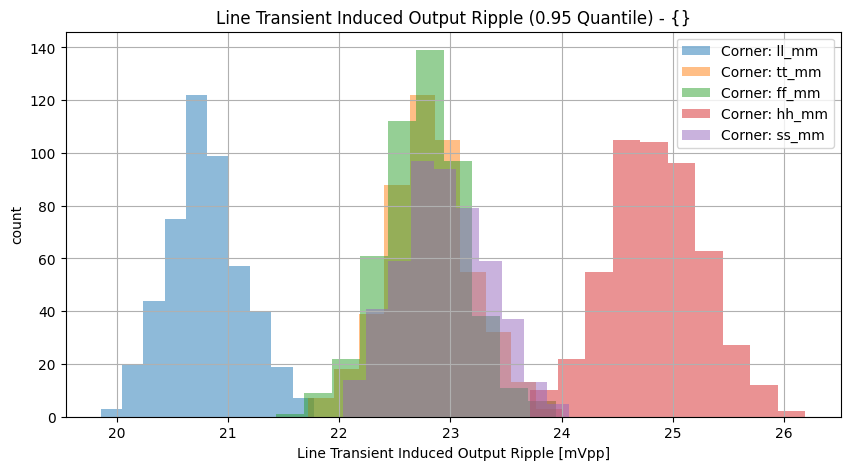 Line Transient Induced Output Ripple (0.95 Quantile) - {}
140
120
100
80
60
40
20
0
count
Corner: ll_mm
Corner: tt_mm
Corner: ff_mm
Corner: hh_mm
Corner: ss_mm
20 21 22 23 24 25 26
Line Transient Induced Output Ripple [mVpp]